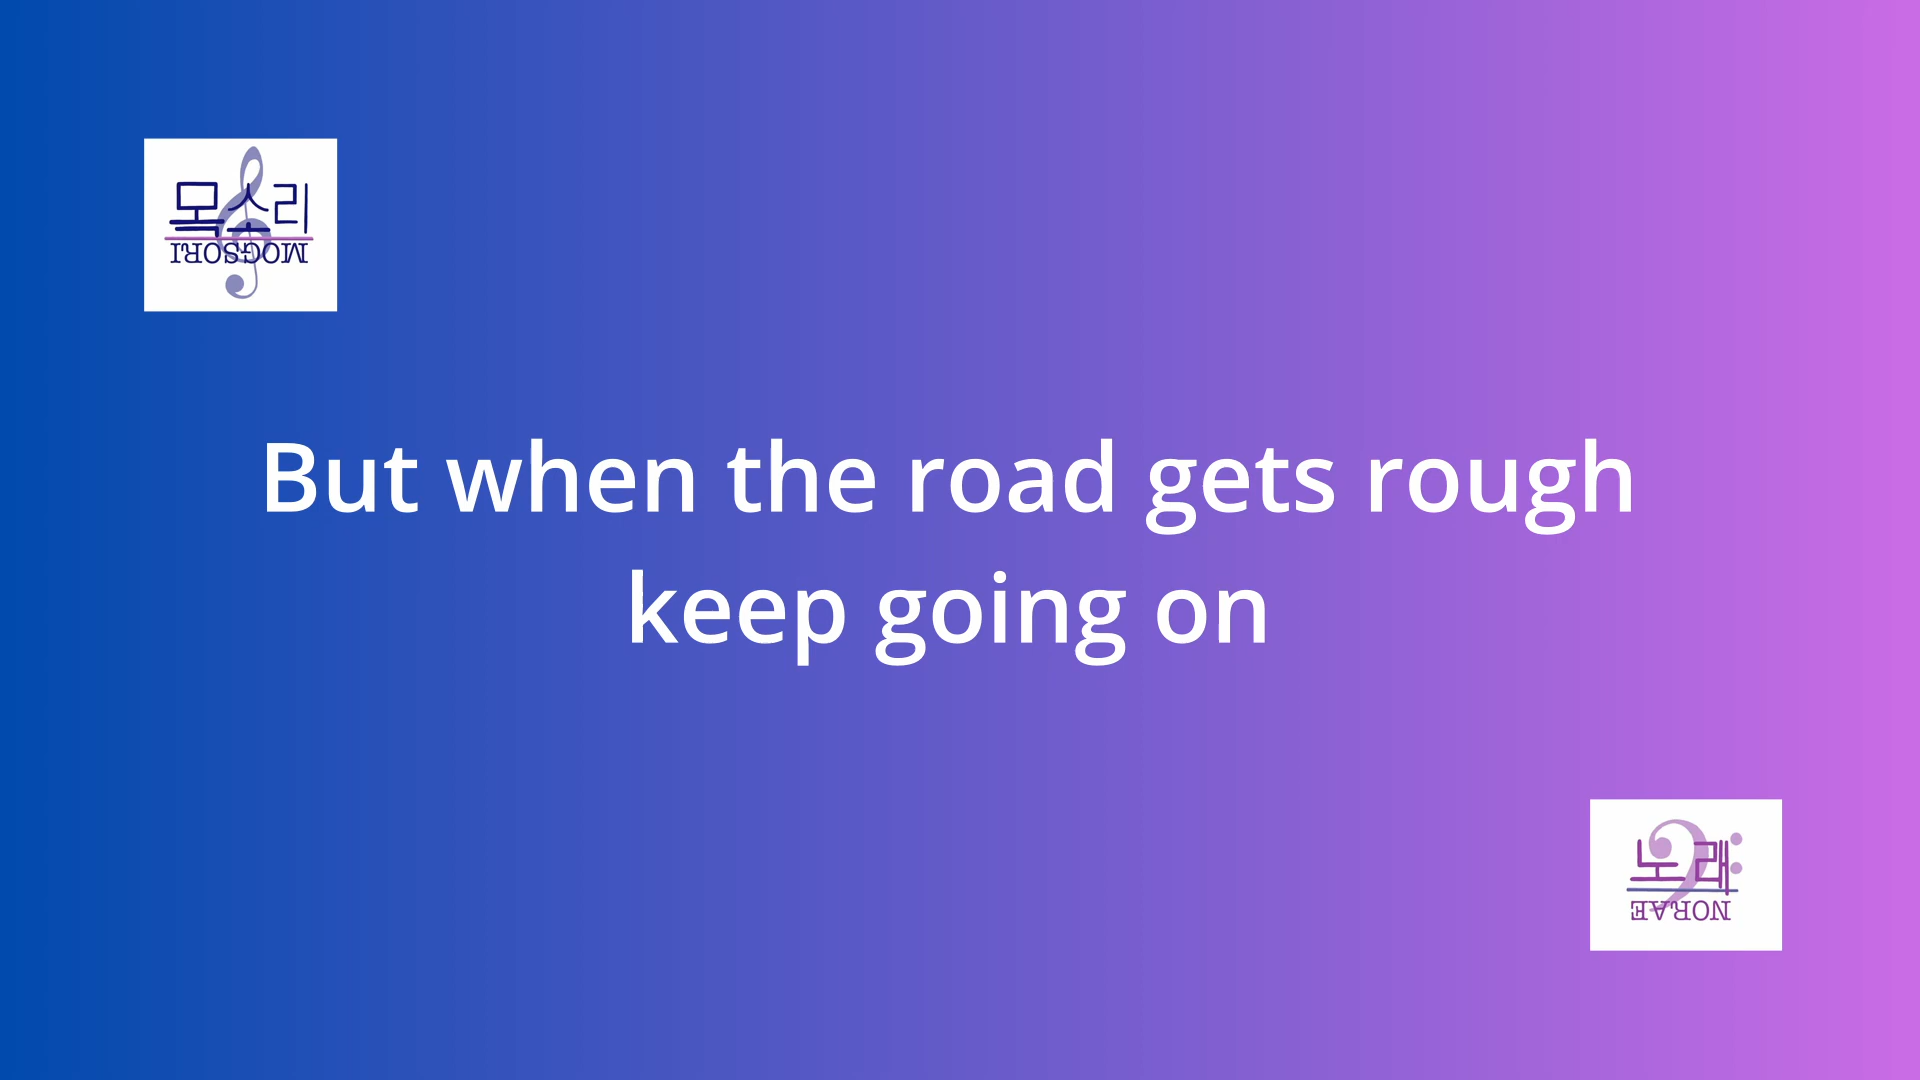 목소리
MOGSORI
But when the road gets rough
keep going on
노래
NORAE